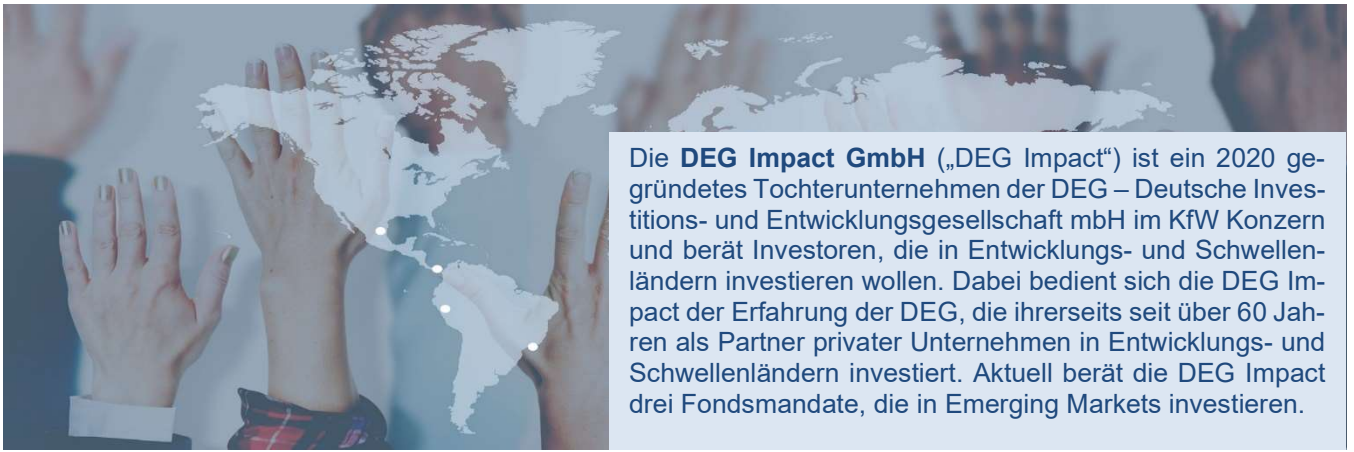 Die DEG Impact GmbH („DEG Impact“) ist ein 2020 ge-
gründetes Tochterunternehmen der DEG – Deutsche Inves-
titions- und Entwicklungsgesellschaft mbH im KfW Konzern
und berät Investoren, die in Entwicklungs- und Schwellen-
ländern investieren wollen. Dabei bedient sich die DEG Im-
pact der Erfahrung der DEG, die ihrerseits seit über 60 Jah-
ren als Partner privater Unternehmen in Entwicklungs- und
Schwellenländern investiert. Aktuell berät die DEG Impact
drei Fondsmandate, die in Emerging Markets investieren.